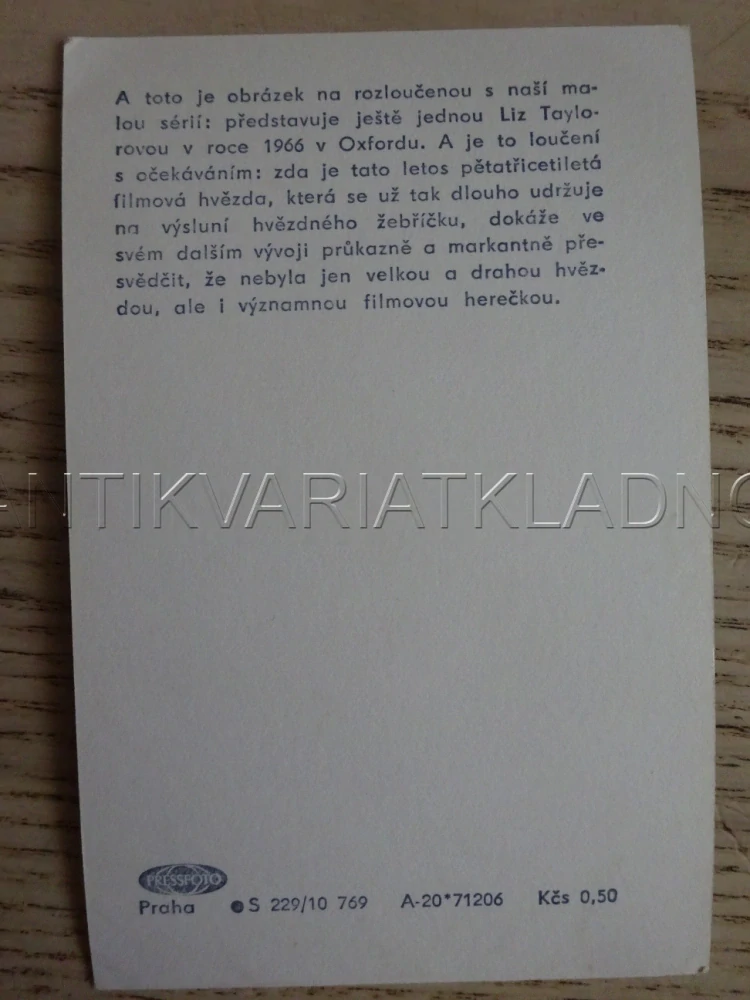 A toto je obrázek na rozloučenou s naší ma-
lou sérií: představuje ještě jednou Liz Taylo-
rovou v roce 1966 v Oxfordu. A je to loučení
s očekáváním: zda je tato letos pětatřicetiletá
filmová hvězda, která se už tak dlouho udržuje
na výsluní hvězdného žebříčku, dokáže ve
svém dalším vývoji průkazně a markantně pře-
svědčit, že nebyla jen velkou a drahou hvěz-
dou, ale i významnou filmovou herečkou.
NTIKVARIATKLADNO
PRESSFOTO
Praha S 229/10 769 A-20*71206 Kčs 0,50